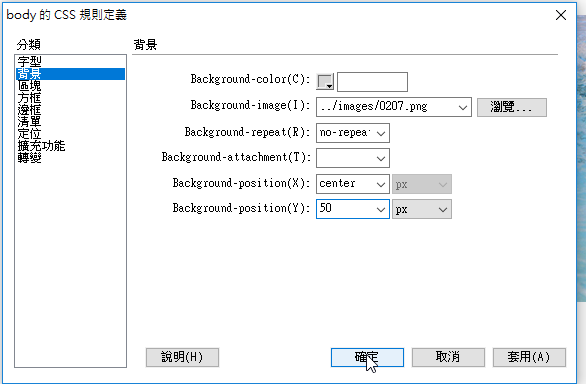 body 的 CSS 規則定義
分類
背景
字型
背景
區塊
方框
邊框
清單
定位
擴充功能
轉變
Background-color(C):
Background-image(I): ../images/0207.png 瀏覽...
Background-repeat(R): no-repea
Background-attachment(T):
Background-position(X): center px
Background-position(Y): 50 px
說明(H) 確定 取消 套用(A)